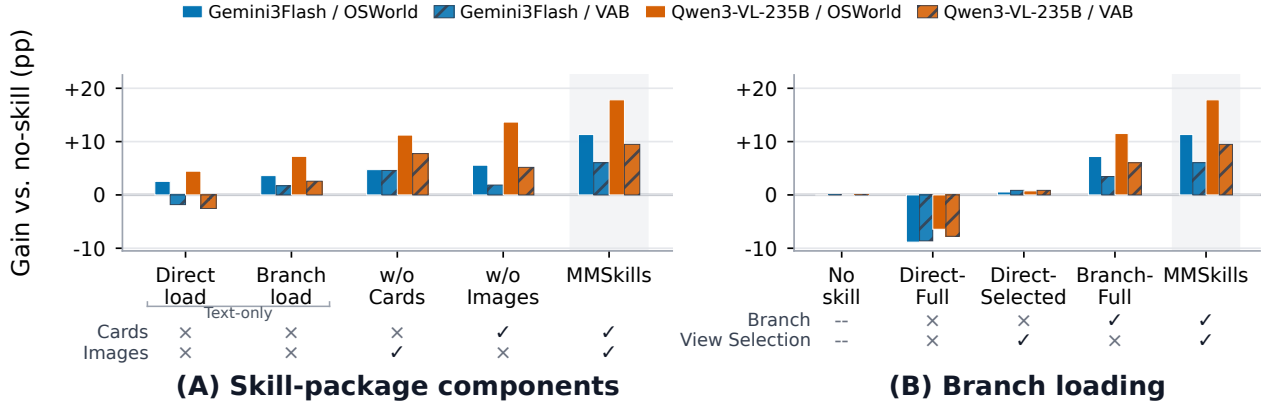 Gemini3Flash / OSWorld Gemini3Flash / VAB Qwen3-VL-235B / OSWorld Qwen3-VL-235B / VAB
Gain vs. no-skill (pp)
+20
+10
0
-10
Direct load
Branch load
w/o Cards
w/o Images
MMSkills
Text-only
Cards × × × ✓ ✓
Images × × ✓ × ✓
(A) Skill-package components
+20
+10
0
-10
No skill
Direct-Full
Direct-Selected
Branch-Full
MMSkills
Branch -- × × ✓ ✓
View Selection -- × ✓ × ✓
(B) Branch loading